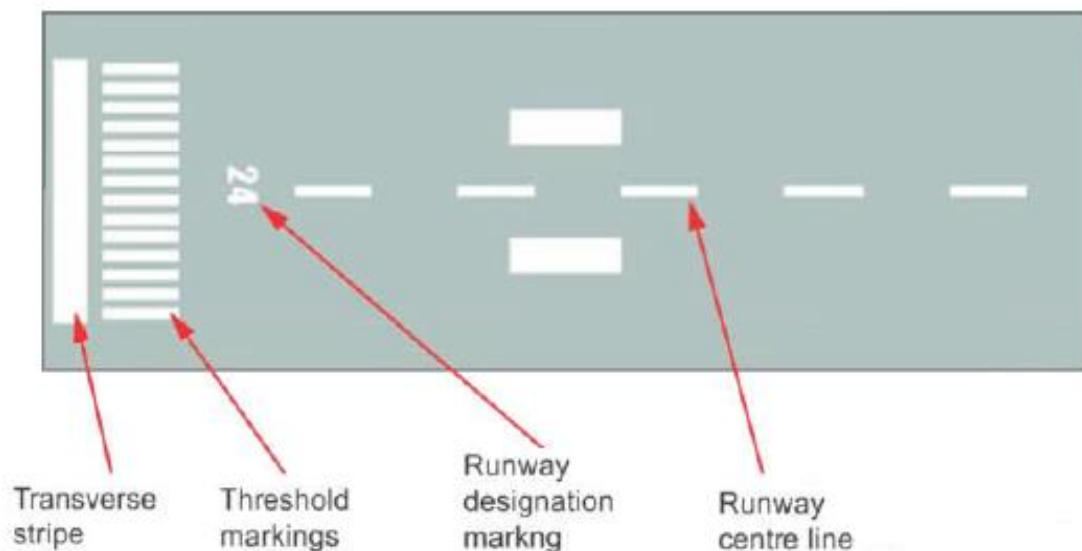 24
Transverse
stripe
Threshold
markings
Runway
designation
markng
Runway
centre line